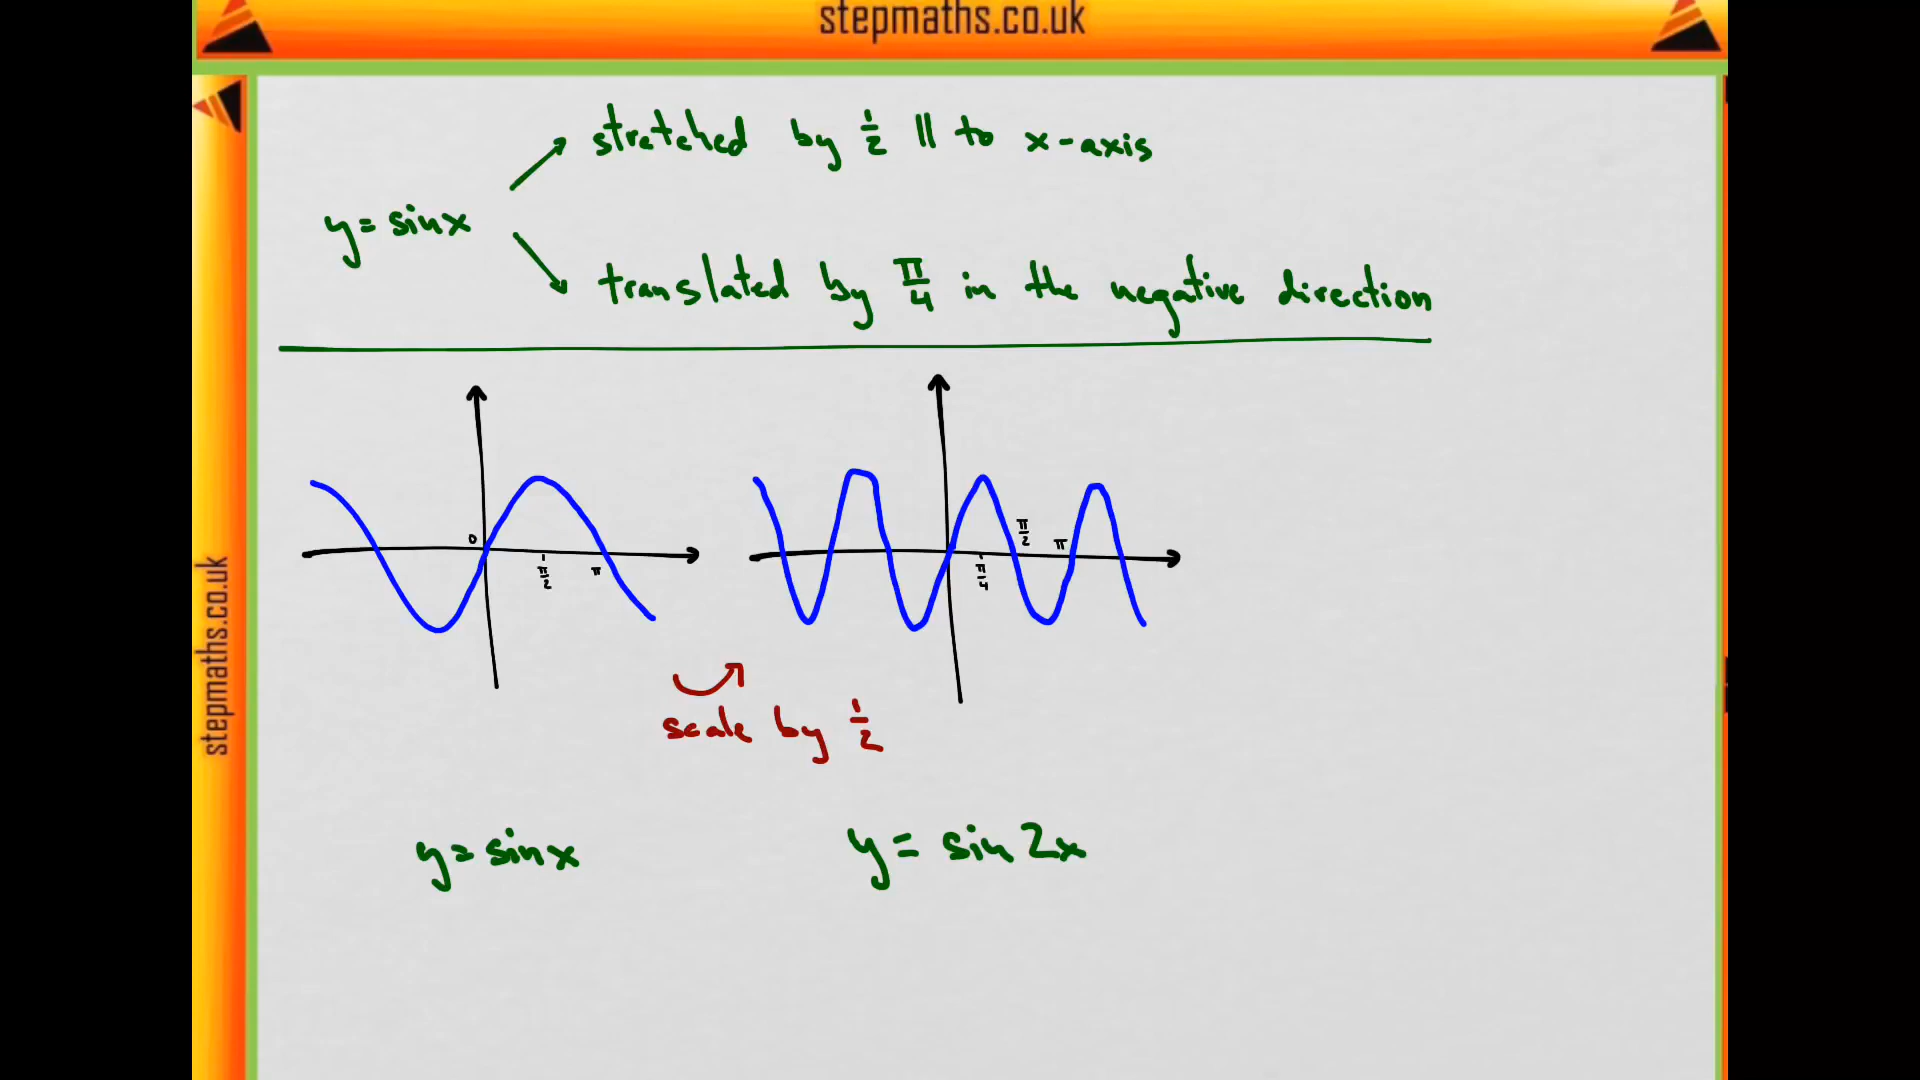 stepmaths.co.uk
stepmaths.co.uk
stretched by 1/2 || to x-axis
y = sinx
translated by π/4 in the negative direction
0
π/2
π
π/2
π
π/4
scale by 1/2
y = sinx
y = sin 2x